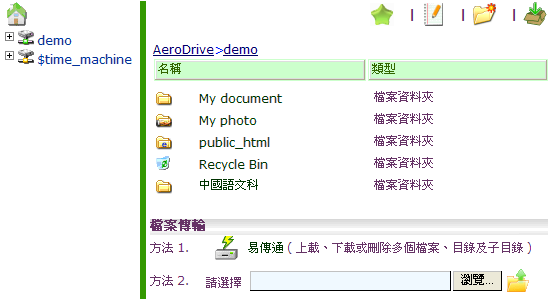 demo
$time_machine
AeroDrive>demo
名稱 類型
My document 檔案資料夾
My photo 檔案資料夾
public_html 檔案資料夾
Recycle Bin 檔案資料夾
中國語文科 檔案資料夾
檔案傳輸
方法 1. 易傳通 ( 上載、下載或刪除多個檔案、目錄及子目錄 )
方法 2. 請選擇 瀏覽...